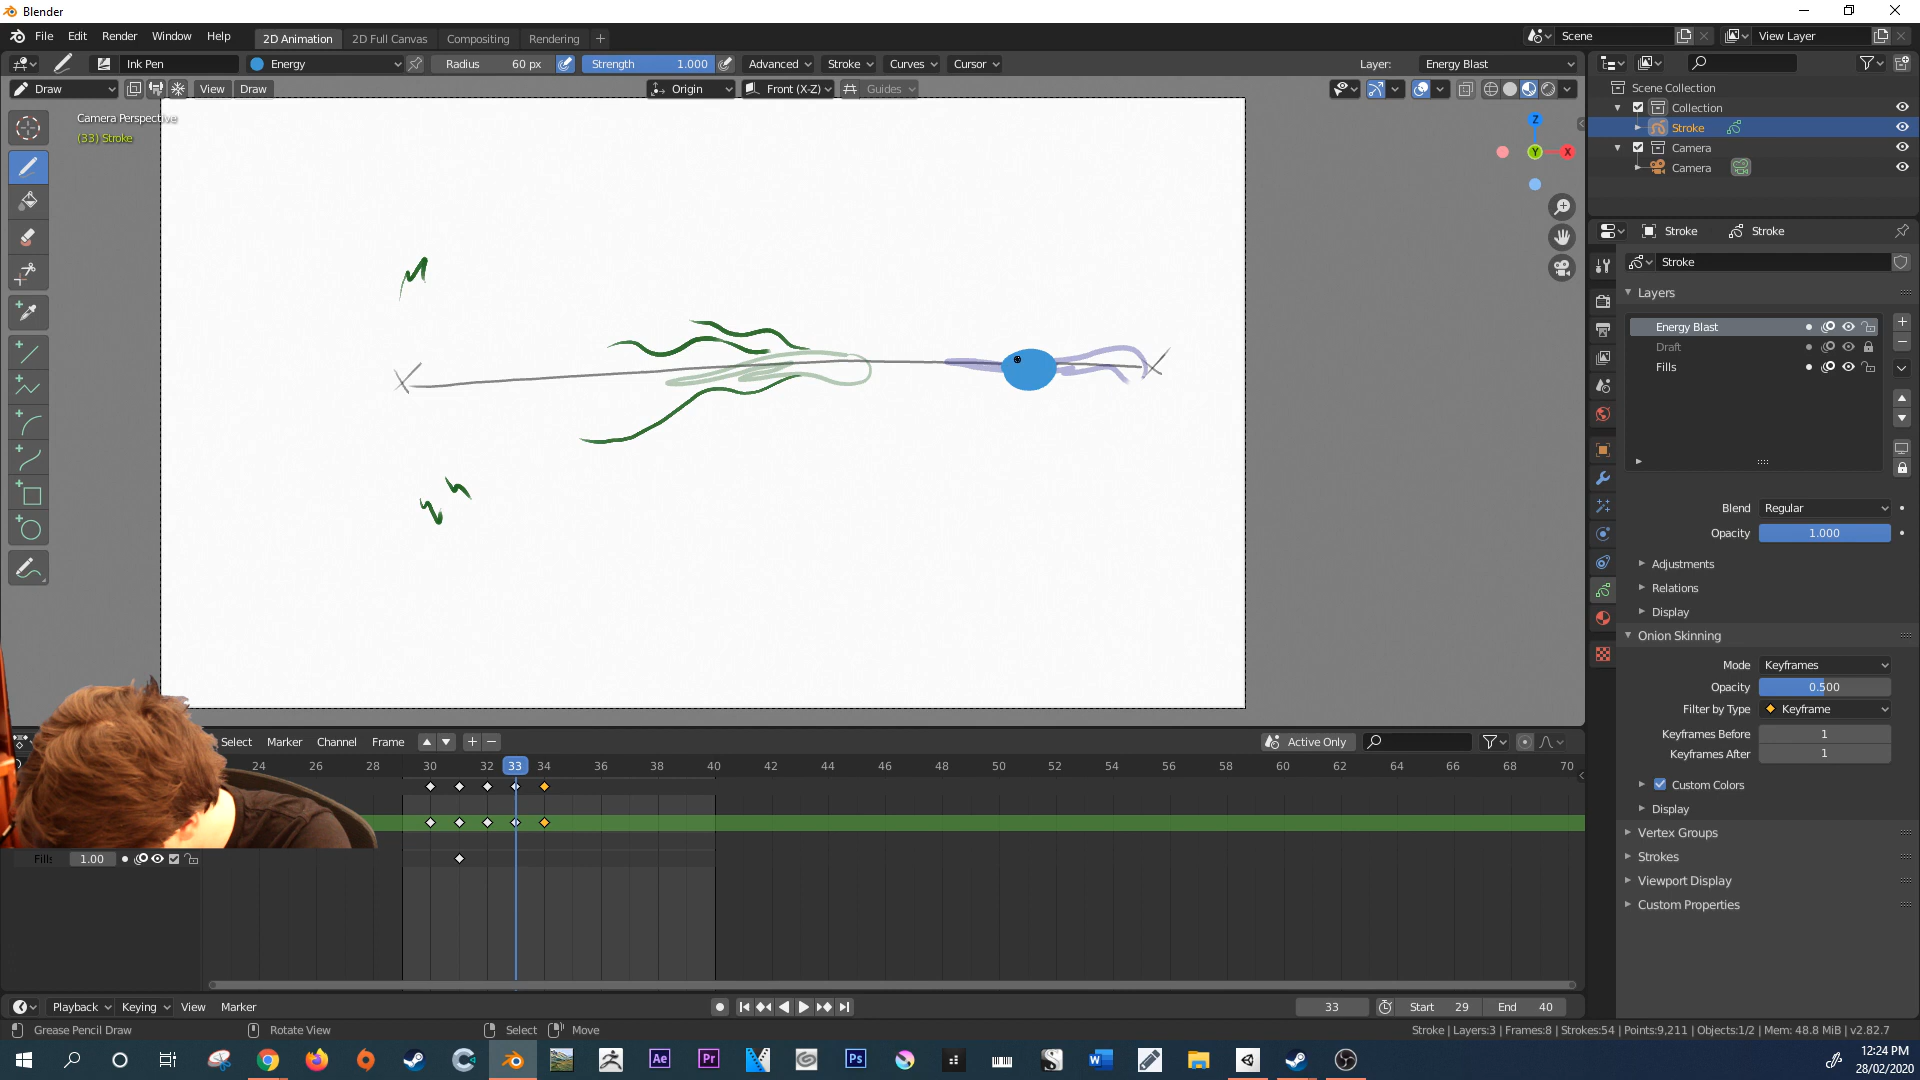 Blender
File Edit Render Window Help 2D Animation 2D Full Canvas Compositing Rendering + Scene View Layer
Ink Pen Energy Radius 60 px Strength 1.000 Advanced Stroke Curves Cursor Layer: Energy Blast
Draw View Draw Origin Front (X-Z) Guides
Camera Perspective
(33) Stroke
Z
Y
X
Scene Collection
Collection
Stroke
Camera
Camera
Stroke Stroke
Stroke
Layers
Energy Blast
Draft
Fills
Blend Regular
Opacity 1.000
Adjustments
Relations
Display
Onion Skinning
Mode Keyframes
Opacity 0.500
Filter by Type Keyframe
Keyframes Before 1
Keyframes After 1
Custom Colors
Display
Vertex Groups
Strokes
Viewport Display
Custom Properties
Select Marker Channel Frame Active Only
24 26 28 30 32 33 34 36 38 40 42 44 46 48 50 52 54 56 58 60 62 64 66 68 70
Fills 1.00
Playback Keying View Marker 33 Start 29 End 40
Grease Pencil Draw Rotate View Select Move Stroke | Layers:3 | Frames:8 | Strokes:54 | Points:9,211 | Objects:1/2 | Mem: 48.8 MiB | v2.82.7
Ae Pr Ps
12:24 PM
28/02/2020